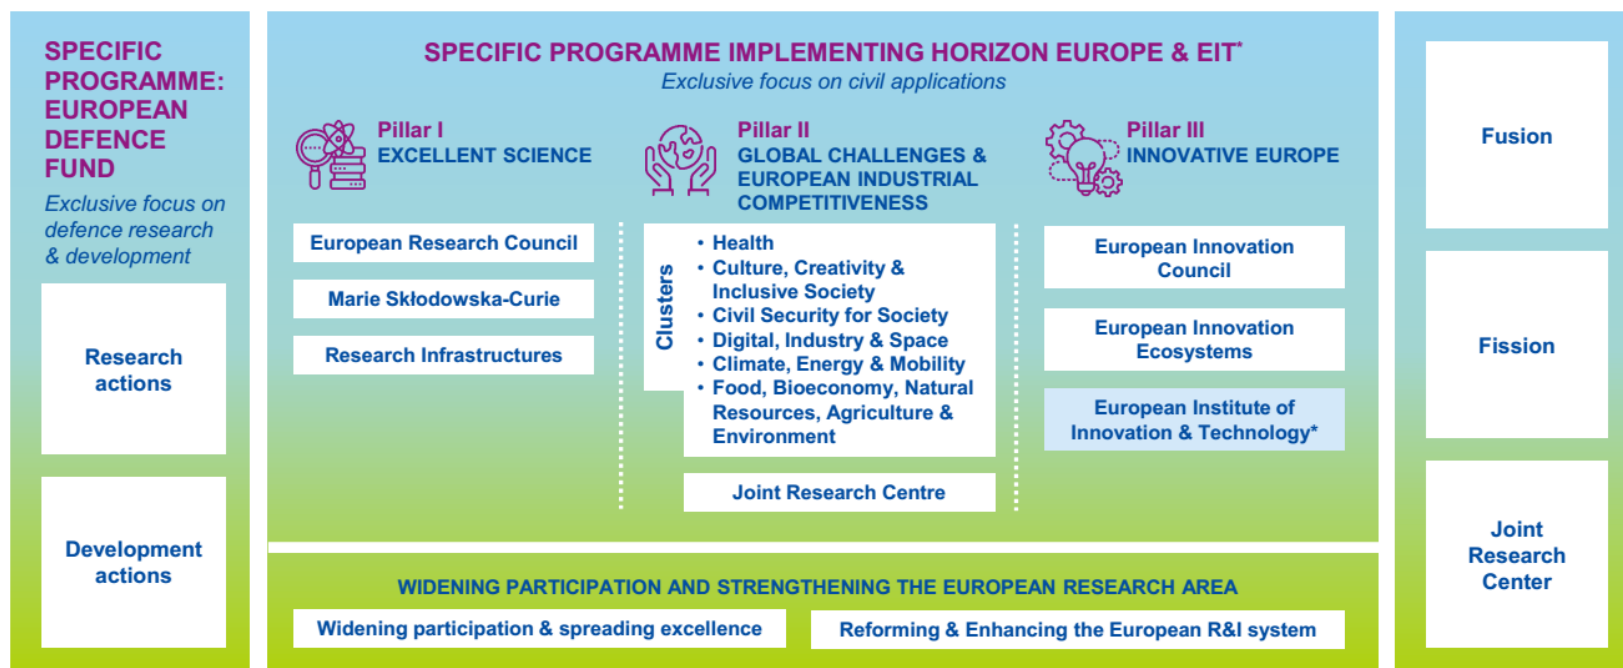 SPECIFIC
PROGRAMME:
EUROPEAN
DEFENCE
FUND
Exclusive focus on
defence research
& development
Research
actions
Development
actions
SPECIFIC PROGRAMME IMPLEMENTING HORIZON EUROPE & EIT*
Exclusive focus on civil applications
Pillar I
EXCELLENT SCIENCE
European Research Council
Marie Skłodowska-Curie
Research Infrastructures
Pillar II
GLOBAL CHALLENGES &
EUROPEAN INDUSTRIAL
COMPETITIVENESS
Clusters
• Health
• Culture, Creativity &
Inclusive Society
• Civil Security for Society
• Digital, Industry & Space
• Climate, Energy & Mobility
• Food, Bioeconomy, Natural
Resources, Agriculture &
Environment
Joint Research Centre
Pillar III
INNOVATIVE EUROPE
European Innovation
Council
European Innovation
Ecosystems
European Institute of
Innovation & Technology*
WIDENING PARTICIPATION AND STRENGTHENING THE EUROPEAN RESEARCH AREA
Widening participation & spreading excellence
Reforming & Enhancing the European R&I system
Fusion
Fission
Joint
Research
Center